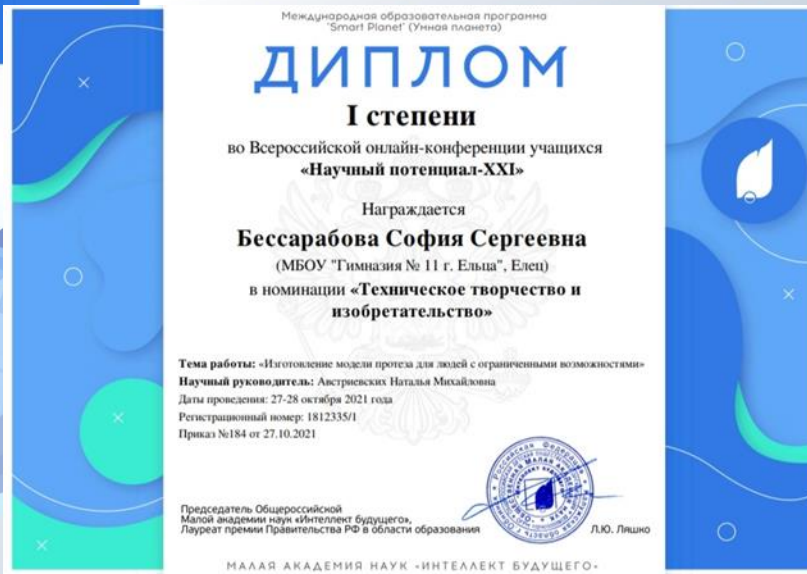 Международная образовательная программа
"Smart Planet" (Умная планета)
ДИПЛОМ
I степени
во Всероссийской онлайн-конференции учащихся
«Научный потенциал-XXI»
Награждается
Бессарабова София Сергеевна
(МБОУ "Гимназия № 11 г. Ельца", Елец)
в номинации «Техническое творчество и
изобретательство»
Тема работы: «Изготовление модели протеза для людей с ограниченными возможностями»
Научный руководитель: Австриевских Наталья Михайловна
Даты проведения: 27-28 октября 2021 года
Регистрационный номер: 1812335/1
Приказ №184 от 27.10.2021
Председатель Общероссийской
Малой академии наук «Интеллект будущего»,
Лауреат премии Правительства РФ в области образования
Л.Ю. Ляшко
МАЛАЯ АКАДЕМИЯ НАУК «ИНТЕЛЛЕКТ БУДУЩЕГО»